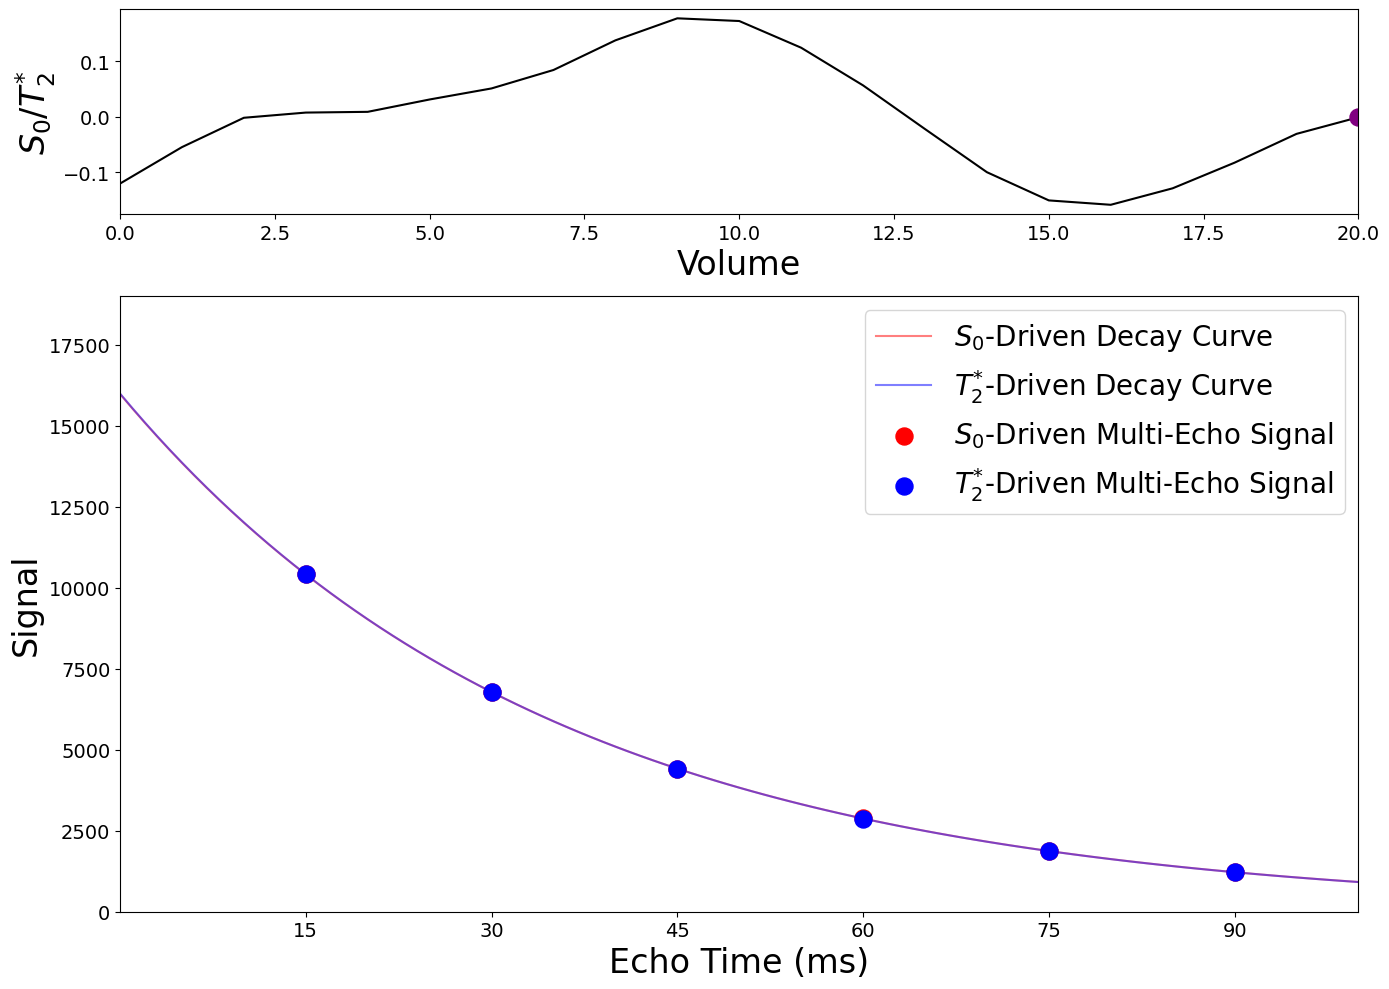 S₀/T₂*
0.1
0.0
−0.1
0.0 2.5 5.0 7.5 10.0 12.5 15.0 17.5 20.0
Volume
Signal
17500
15000
12500
10000
7500
5000
2500
0
S₀-Driven Decay Curve
T₂*-Driven Decay Curve
S₀-Driven Multi-Echo Signal
T₂*-Driven Multi-Echo Signal
15 30 45 60 75 90
Echo Time (ms)